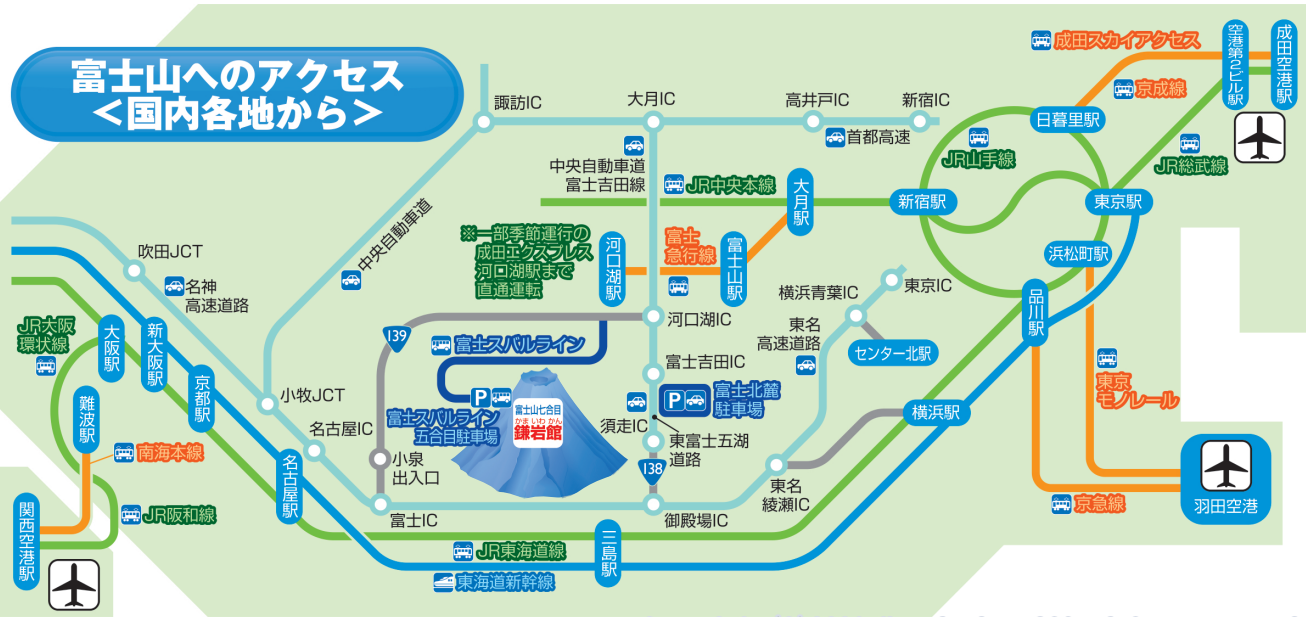 富士山へのアクセス
＜国内各地から＞
成田スカイアクセス
空港第2ビル駅
成田空港駅
京成線
日暮里駅
JR山手線
JR総武線
諏訪IC
大月IC
高井戸IC
新宿IC
首都高速
中央自動車道
富士吉田線
JR中央本線
大月駅
新宿駅
東京駅
中央自動車道
※一部季節運行の
成田エクスプレス
河口湖駅まで
直通運転
河口湖駅
富士
急行線
富士山駅
浜松町駅
吹田JCT
名神
高速道路
横浜青葉IC
東京IC
品川駅
139
河口湖IC
東名
高速道路
センター北駅
JR大阪
環状線
大阪駅
新大阪駅
京都駅
富士スバルライン
富士吉田IC
東京
モノレール
難波駅
小牧JCT
P
富士スバルライン
五合目駐車場
富士山七合目
かまいわかん
鎌岩館
P
富士北麓
駐車場
須走IC
横浜駅
名古屋IC
東富士五湖
道路
南海本線
名古屋駅
小泉
出入口
138
東名
綾瀬IC
関西空港駅
JR阪和線
富士IC
御殿場IC
京急線
羽田空港
三島駅
JR東海道線
東海道新幹線